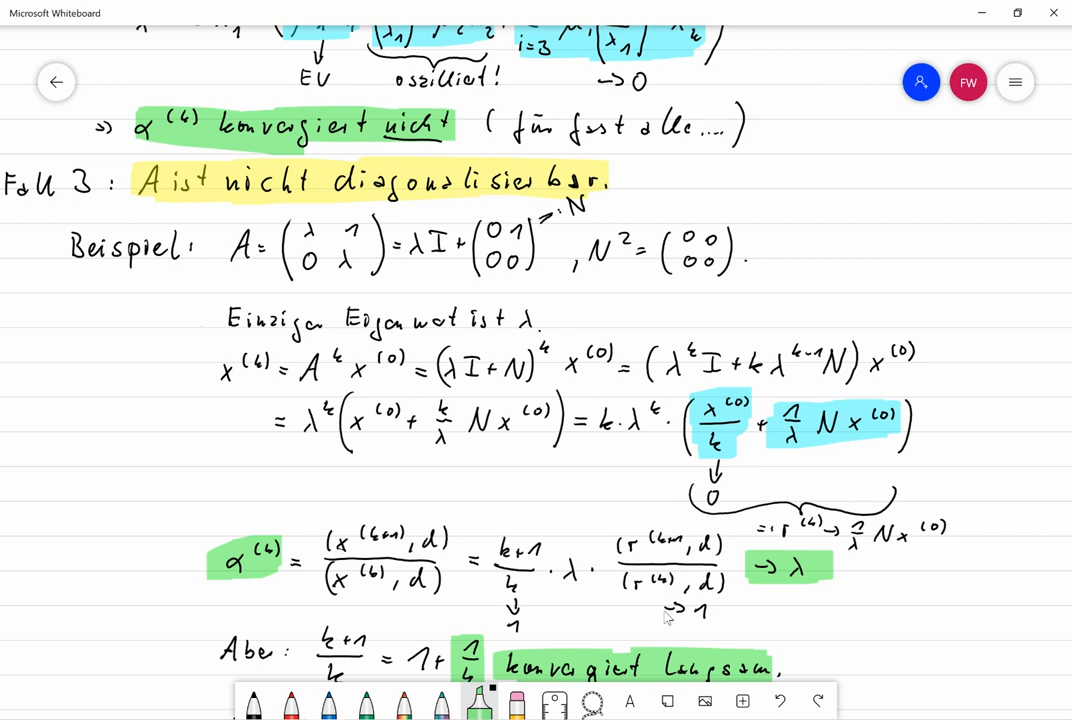 Microsoft Whiteboard
EV oszilliert! → 0
FW
⇒ α^(k) konvergiert nicht (für fast alle....)
Fall 3: A ist nicht diagonalisierbar.
Beispiel: A = (λ 1; 0 λ) = λI + (0 1; 0 0) =: N, N² = (0 0; 0 0).
Einziger Eigenwert ist λ.
x^(k) = A^k x^(0) = (λI + N)^k x^(0) = (λ^k I + k λ^(k-1) N) x^(0)
= λ^k (x^(0) + k/λ N x^(0)) = k · λ^k · (x^(0)/k + 1/λ N x^(0))
↓
0
=: r^(k) → 1/λ N x^(0)
α^(k) = (x^(k+1), d)/(x^(k), d) = k+1/k · λ · (r^(k+1), d)/(r^(k), d) → λ
↓ → 1
1
Aber: k+1/k = 1 + 1/k konvergiert langsam.
A